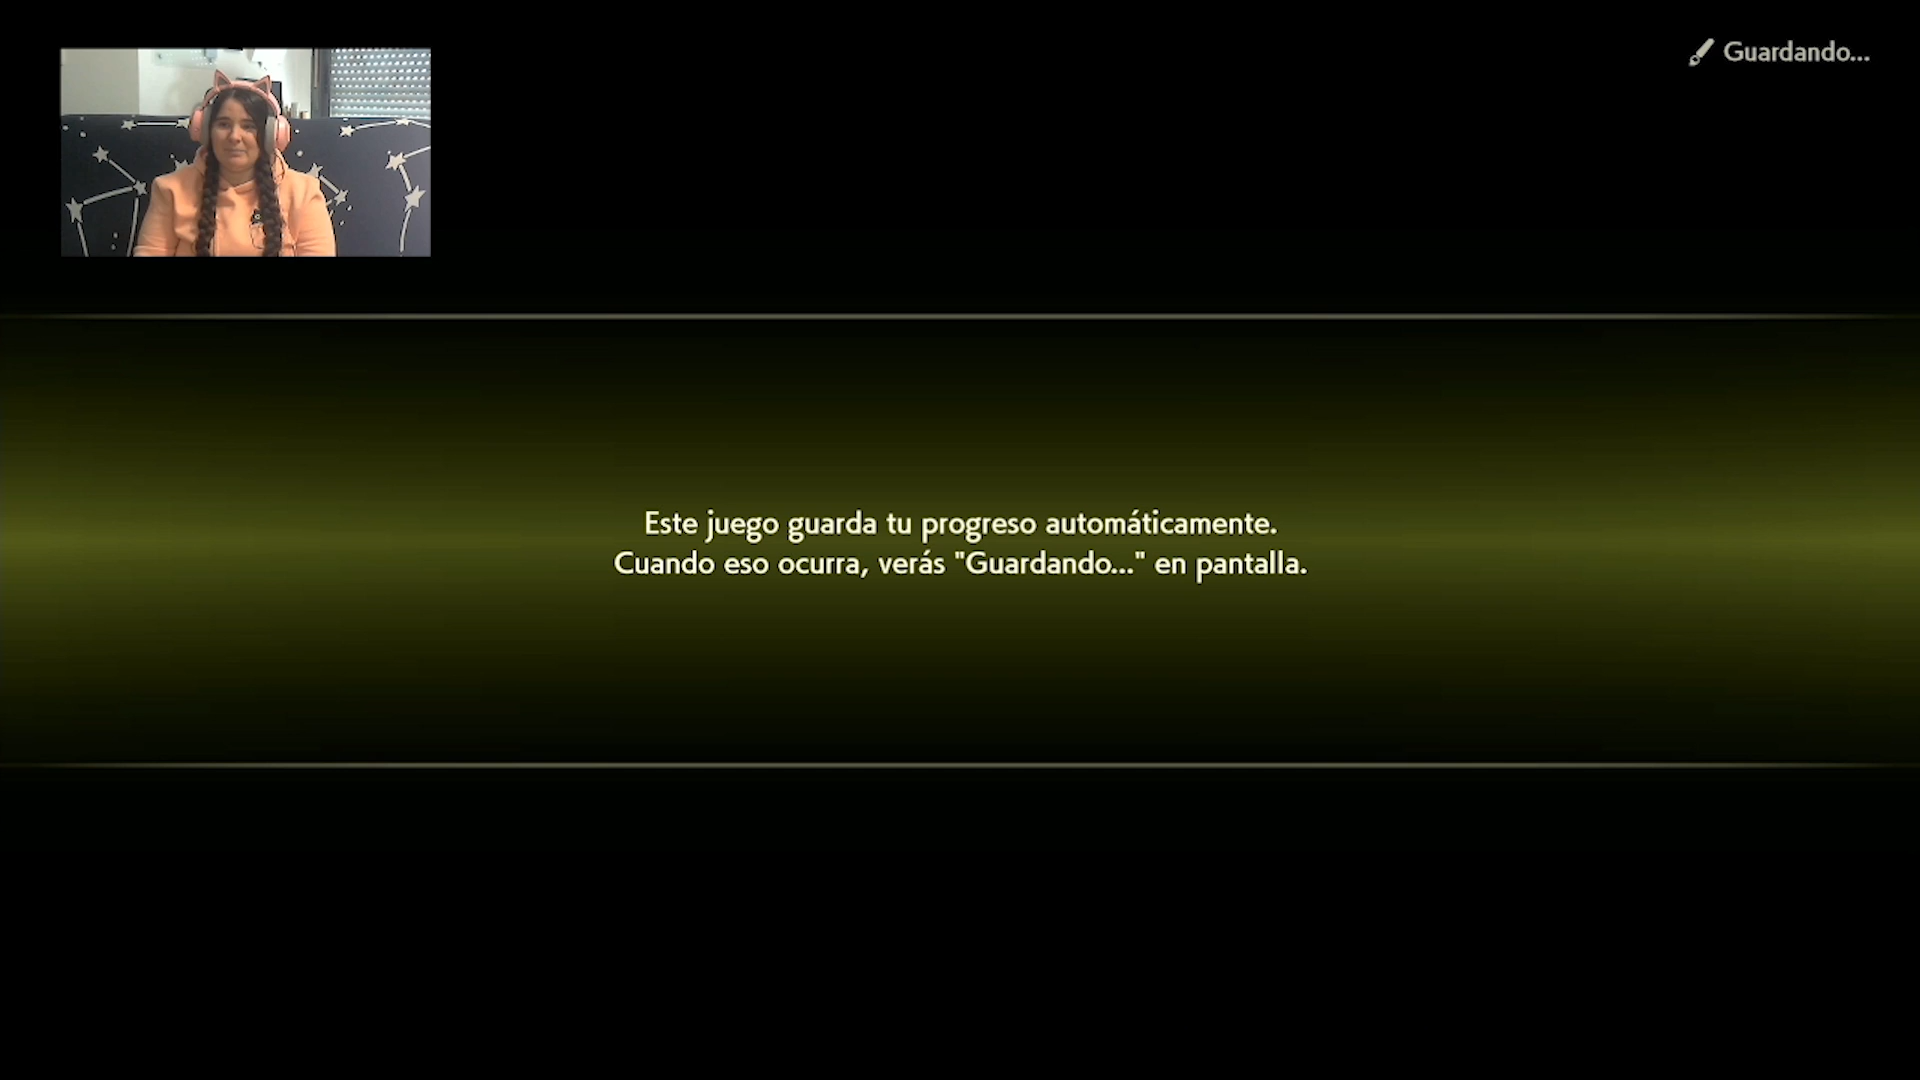 Guardando...
Este juego guarda tu progreso automáticamente.
Cuando eso ocurra, verás "Guardando..." en pantalla.